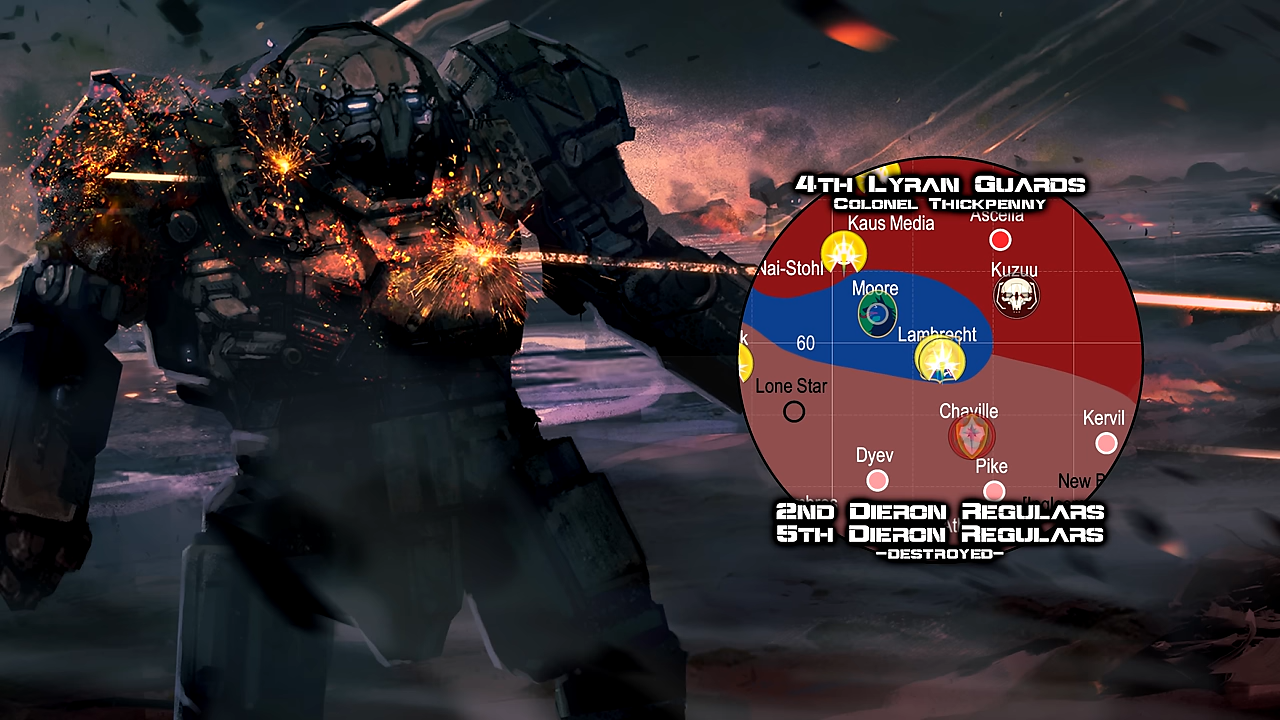 4TH LYRAN GUARDS
COLONEL THICKPENNY
Kaus Media
Ascella
Nai-Stohl
Kuzuu
Moore
Lambrecht
k
60
Lone Star
Chaville
Kervil
Dyev
Pike
New
2ND DIERON REGULARS
5TH DIERON REGULARS
-DESTROYED-